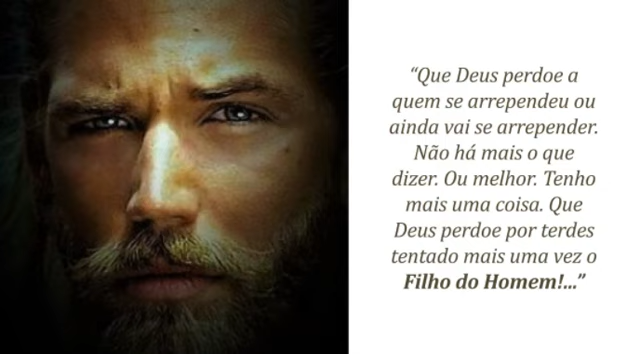 “Que Deus perdoe a
quem se arrependeu ou
ainda vai se arrepender.
Não há mais o que
dizer. Ou melhor. Tenho
mais uma coisa. Que
Deus perdoe por terdes
tentado mais uma vez o
Filho do Homem!...”